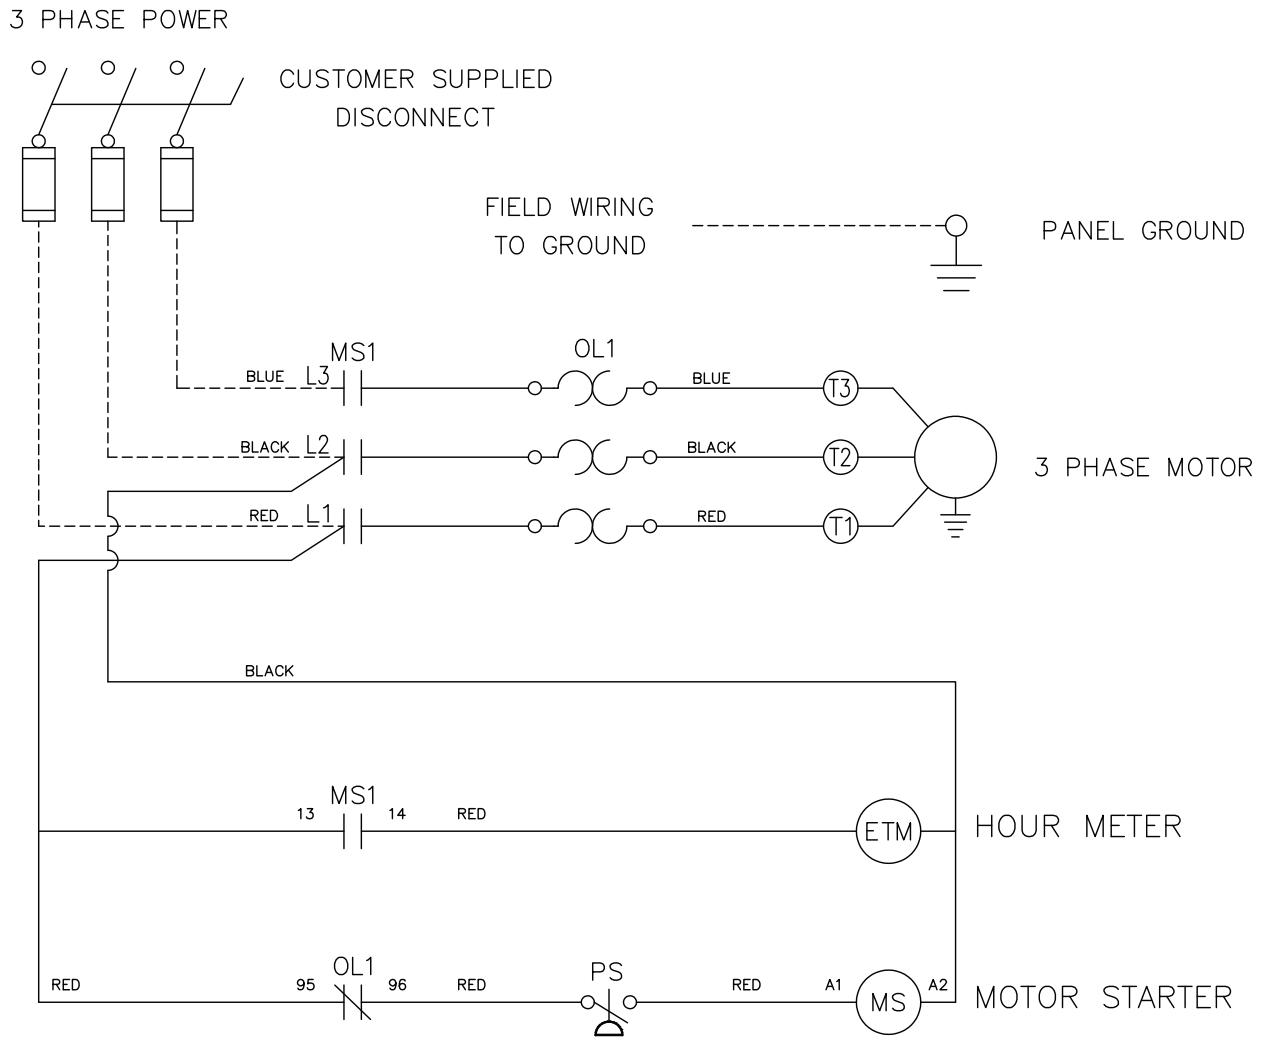 3 PHASE POWER
CUSTOMER SUPPLIED
DISCONNECT
FIELD WIRING
TO GROUND
PANEL GROUND
MS1
OL1
BLUE L3
BLUE
T3
BLACK L2
BLACK
T2
3 PHASE MOTOR
RED L1
RED
T1
BLACK
MS1
13
14
RED
ETM
HOUR METER
OL1
PS
RED
95
96
RED
RED
A1
MS
A2
MOTOR STARTER